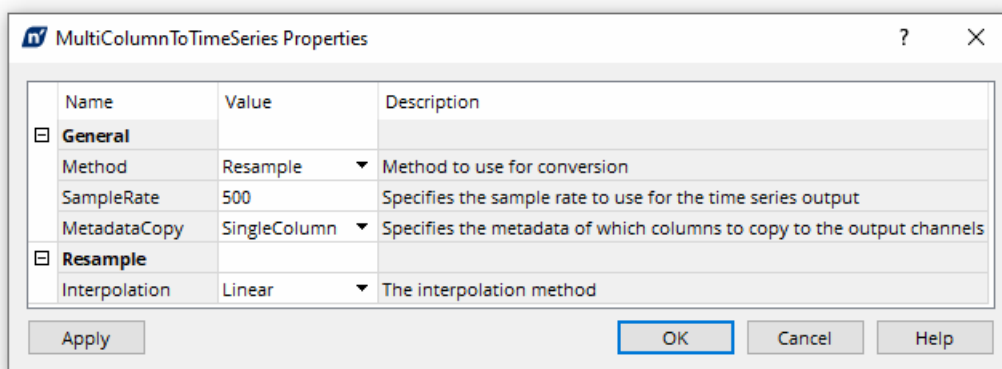 MultiColumnToTimeSeries Properties ?
Name Value Description
General
Method Resample Method to use for conversion
SampleRate 500 Specifies the sample rate to use for the time series output
MetadataCopy SingleColumn Specifies the metadata of which columns to copy to the output channels
Resample
Interpolation Linear The interpolation method
Apply OK Cancel Help